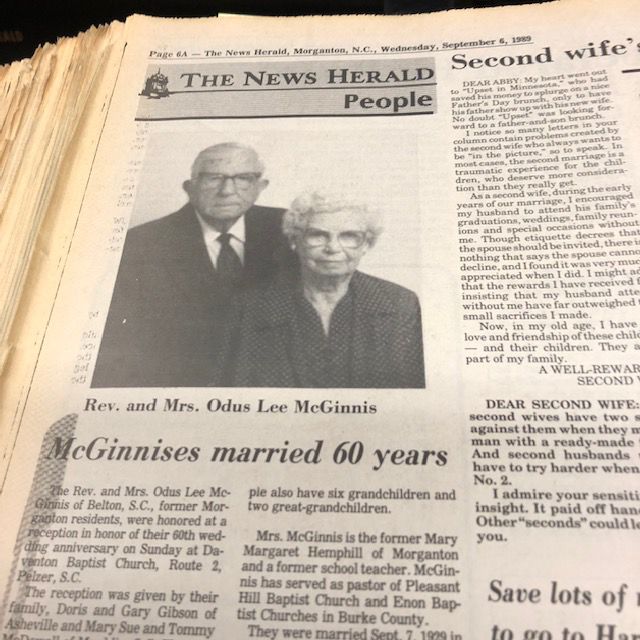 Page 6A — The News Herald, Morganton, N.C., Wednesday, September 6, 1989
THE NEWS HERALD
People
Rev. and Mrs. Odus Lee McGinnis
McGinnises married 60 years
The Rev. and Mrs. Odus Lee Mc-
Ginnis of Belton, S.C., former Mor-
ganton residents, were honored at a
reception in honor of their 60th wed-
ding anniversary on Sunday at Da-
venton Baptist Church, Route 2,
Pelzer, S.C.
The reception was given by their
family, Doris and Gary Gibson of
Asheville and Mary Sue and Tommy
ple also have six grandchildren and
two great-grandchildren.
Mrs. McGinnis is the former Mary
Margaret Hemphill of Morganton
and a former school teacher. McGin-
nis has served as pastor of Pleasant
Hill Baptist Church and Enon Bap-
tist Churches in Burke County.
They were married Sept. 7, 1929 in
Second wife's
DEAR ABBY: My heart went out
to "Upset in Minnesota," who had
saved his money to splurge on a nice
Father's Day brunch, only to have
his father show up with his new wife.
No doubt "Upset" was looking for-
ward to a father-and-son brunch.
I notice so many letters in your
column contain problems created by
the second wife who always wants to
be "in the picture," so to speak. In
most cases, the second marriage is a
traumatic experience for the chil-
dren, who deserve more considera-
tion than they really get.
As a second wife, during the early
years of our marriage, I encouraged
my husband to attend his family's
graduations, weddings, family reun-
ions and special occasions without
me. Though etiquette decrees that
the spouse should be invited, there i
nothing that says the spouse cannot
decline, and I found it was very much
appreciated when I did. I might a
that the rewards I have received f
insisting that my husband atte
without me have far outweighed
small sacrifices I made.
Now, in my old age, I have
love and friendship of these chil
— and their children. They a
part of my family.
A WELL-REWAR
SECOND W
DEAR SECOND WIFE:
second wives have two s
against them when they m
man with a ready-made
And second husbands
have to try harder when
No. 2.
I admire your sensiti
insight. It paid off han
Other "seconds" could le
you.
Save lots of
to go to H